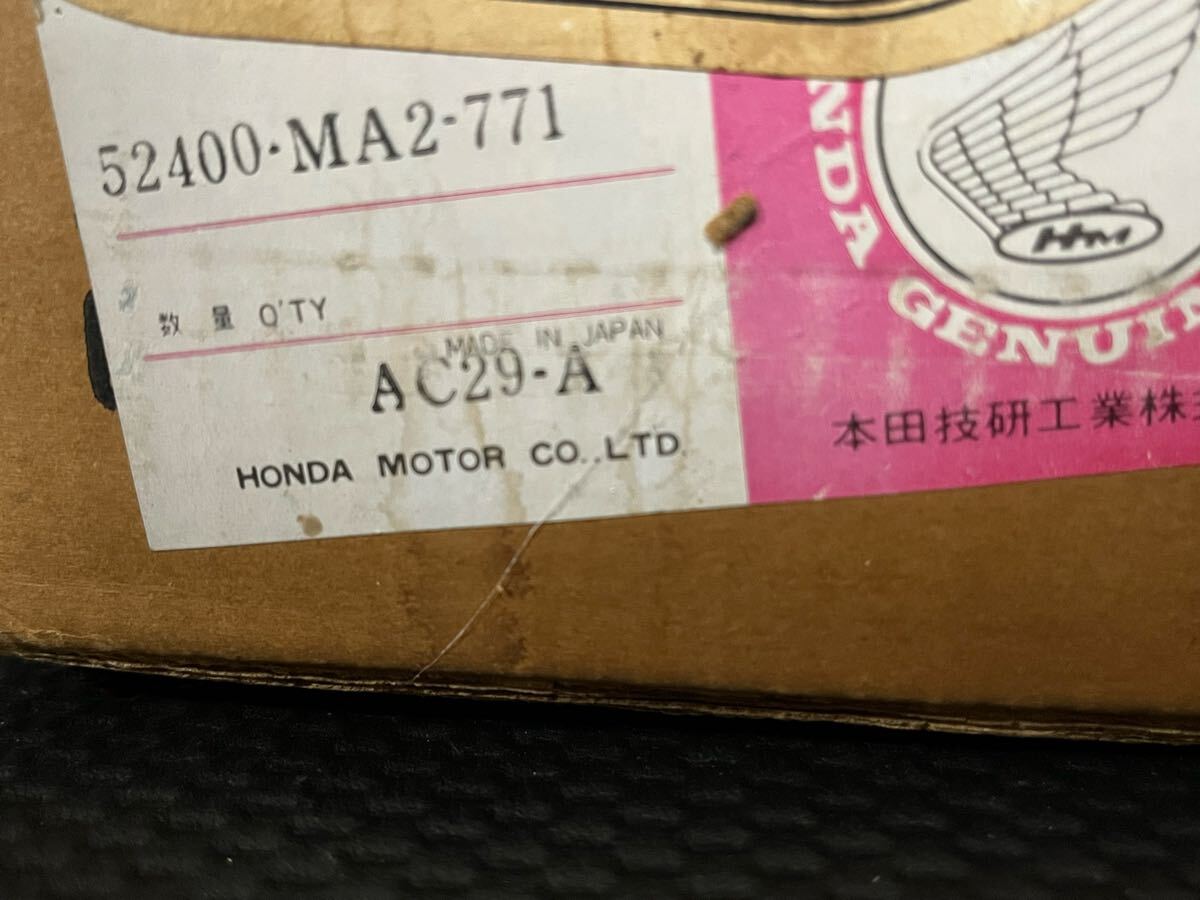 52400-MA2-771
数 量 Q'TY
MADE IN JAPAN
AC29-A
HONDA MOTOR CO.,LTD.
NDA GENUI
HM
本田技研工業株